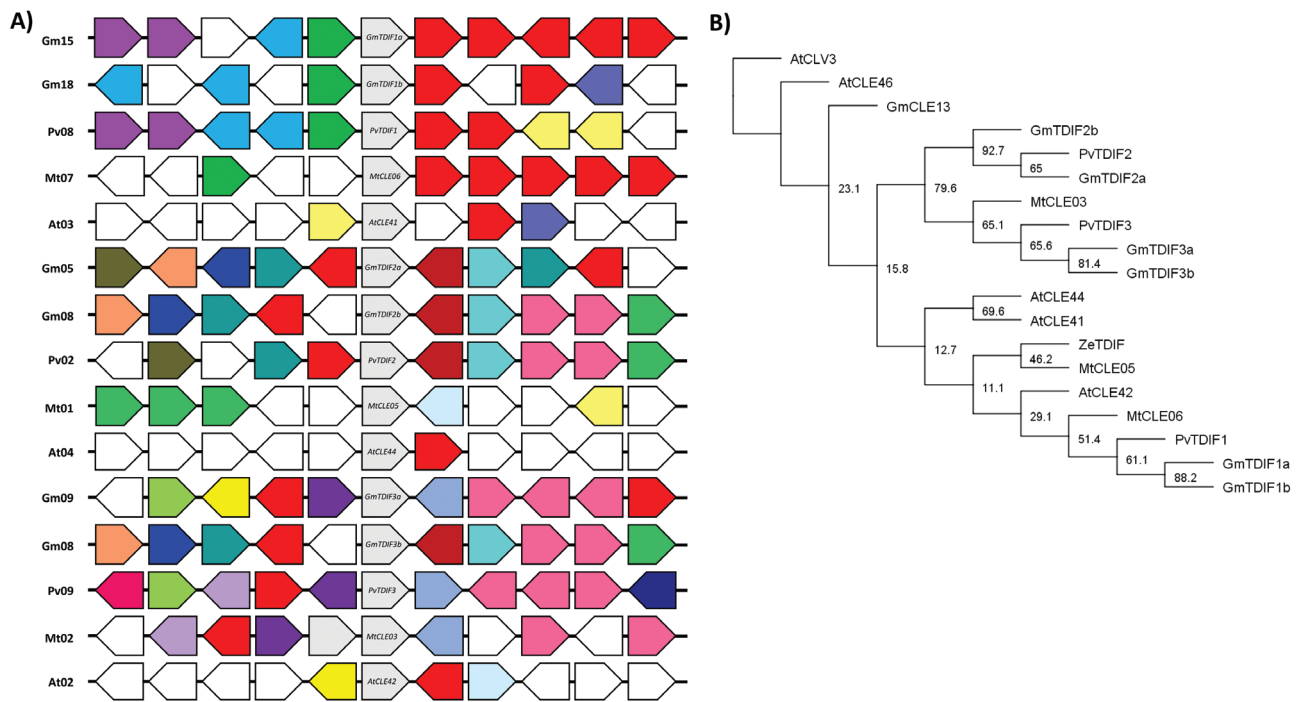 A)
Gm15 GmTDIF1a
Gm18 GmTDIF1b
Pv08 PvTDIF1
Mt07 MtCLE06
At03 AtCLE41
Gm05 GmTDIF2a
Gm08 GmTDIF2b
Pv02 PvTDIF2
Mt01 MtCLE05
At04 AtCLE44
Gm09 GmTDIF3a
Gm08 GmTDIF3b
Pv09 PvTDIF3
Mt02 MtCLE03
At02 AtCLE42
B)
AtCLV3
AtCLE46
GmCLE13
GmTDIF2b
92.7
PvTDIF2
65
GmTDIF2a
23.1
79.6
MtCLE03
65.1
PvTDIF3
65.6
GmTDIF3a
81.4
GmTDIF3b
15.8
AtCLE44
69.6
AtCLE41
12.7
ZeTDIF
46.2
MtCLE05
11.1
AtCLE42
29.1
MtCLE06
51.4
PvTDIF1
61.1
GmTDIF1a
88.2
GmTDIF1b